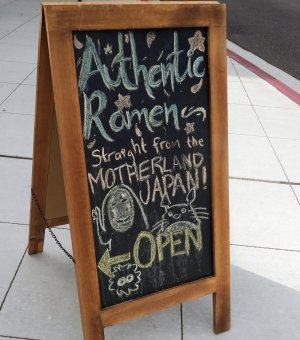 Authentic
Ramen
Straight from the
MOTHERLAND
JAPAN!
OPEN